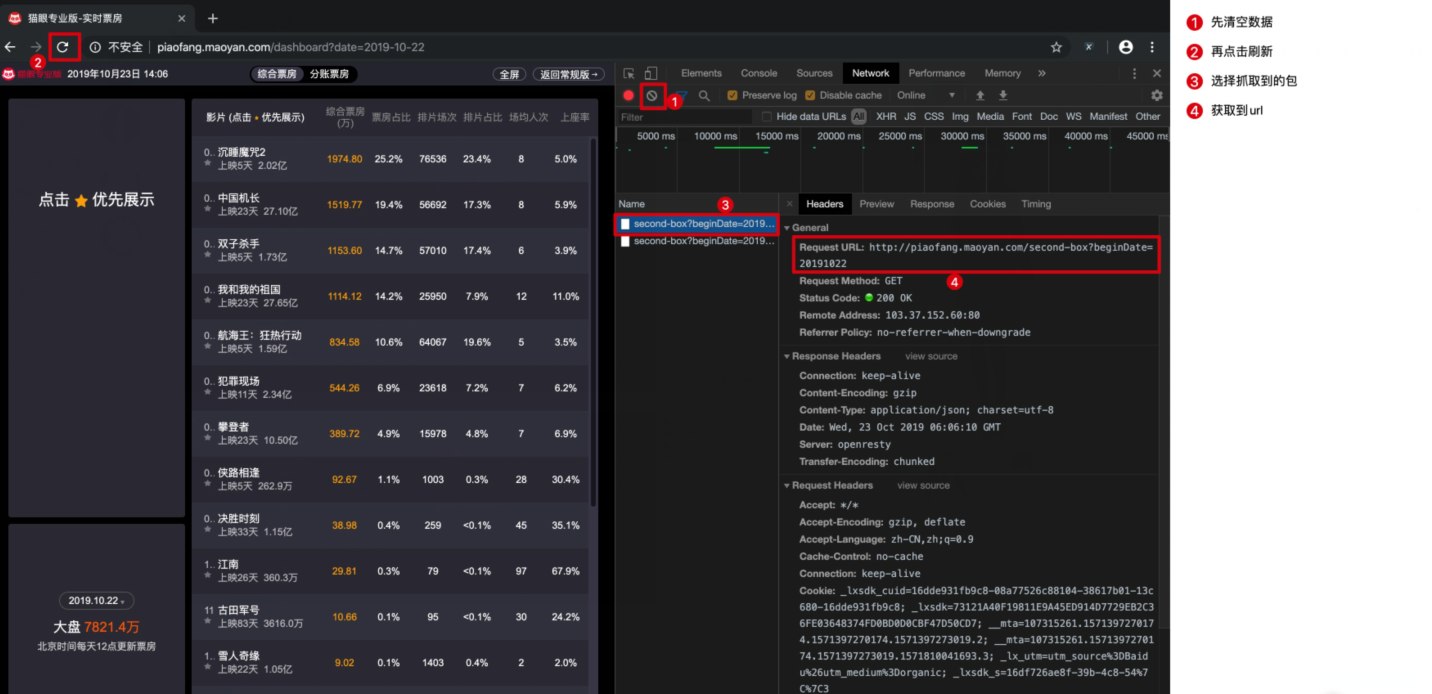 猫眼专业版-实时票房
不安全 piaofang.maoyan.com/dashboard?date=2019-10-22
2
猫眼专业版 2019年10月23日 14:06 综合票房 分账票房 全屏 返回常规版→
点击★优先展示
2019.10.22
大盘 7821.4万
北京时间每天12点更新票房
影片 (点击★优先展示) 综合票房(万) 票房占比 排片场次 排片占比 场均人次 上座率
0.. 沉睡魔咒2 1974.80 25.2% 76536 23.4% 8 5.0%
★ 上映5天 2.02亿
0.. 中国机长 1519.77 19.4% 56692 17.3% 8 5.9%
★ 上映23天 27.10亿
0.. 双子杀手 1153.60 14.7% 57010 17.4% 6 3.9%
★ 上映5天 1.73亿
0.. 我和我的祖国 1114.12 14.2% 25950 7.9% 12 11.0%
★ 上映23天 27.65亿
0.. 航海王：狂热行动 834.58 10.6% 64067 19.6% 5 3.5%
★ 上映5天 1.59亿
0.. 犯罪现场 544.26 6.9% 23618 7.2% 7 6.2%
★ 上映11天 2.34亿
0.. 攀登者 389.72 4.9% 15978 4.8% 7 6.9%
★ 上映23天 10.50亿
0.. 侠路相逢 92.67 1.1% 1003 0.3% 28 30.4%
★ 上映5天 262.9万
0.. 决胜时刻 38.98 0.4% 259 <0.1% 45 35.1%
★ 上映33天 1.15亿
1.. 江南 29.81 0.3% 79 <0.1% 97 67.9%
★ 上映26天 360.3万
11 古田军号 10.66 0.1% 95 <0.1% 30 24.2%
★ 上映83天 3616.0万
1.. 雪人奇缘 9.02 0.1% 1403 0.4% 2 2.0%
★ 上映22天 1.05亿
Elements Console Sources Network Performance Memory »
1 Preserve log Disable cache Online
Filter Hide data URLs All XHR JS CSS Img Media Font Doc WS Manifest Other
5000 ms 10000 ms 15000 ms 20000 ms 25000 ms 30000 ms 35000 ms 40000 ms 45000 ms
Name 3
second-box?beginDate=2019...
second-box?beginDate=2019...
× Headers Preview Response Cookies Timing
General
Request URL: http://piaofang.maoyan.com/second-box?beginDate=
20191022
4
Request Method: GET
Status Code: 200 OK
Remote Address: 103.37.152.60:80
Referrer Policy: no-referrer-when-downgrade
Response Headers view source
Connection: keep-alive
Content-Encoding: gzip
Content-Type: application/json; charset=utf-8
Date: Wed, 23 Oct 2019 06:06:10 GMT
Server: openresty
Transfer-Encoding: chunked
Request Headers view source
Accept: */*
Accept-Encoding: gzip, deflate
Accept-Language: zh-CN,zh;q=0.9
Cache-Control: no-cache
Connection: keep-alive
Cookie: _lxsdk_cuid=16dde931fb9c8-08a77526c88104-38617b01-13c
680-16dde931fb9c8; _lxsdk=73121A40F19811E9A45ED914D7729EB2C3
6FE03648374FD0BD0D0CBF47D50CD7; __mta=107315261.157139727017
4.1571397270174.1571397273019.2; __mta=107315261.15713972701
74.1571397273019.1571810041693.3; _lx_utm=utm_source%3DBaid
u%26utm_medium%3Dorganic; _lxsdk_s=16df726ae8f-39b-4c8-54%7
C%7C3
1 先清空数据
2 再点击刷新
3 选择抓取到的包
4 获取到url